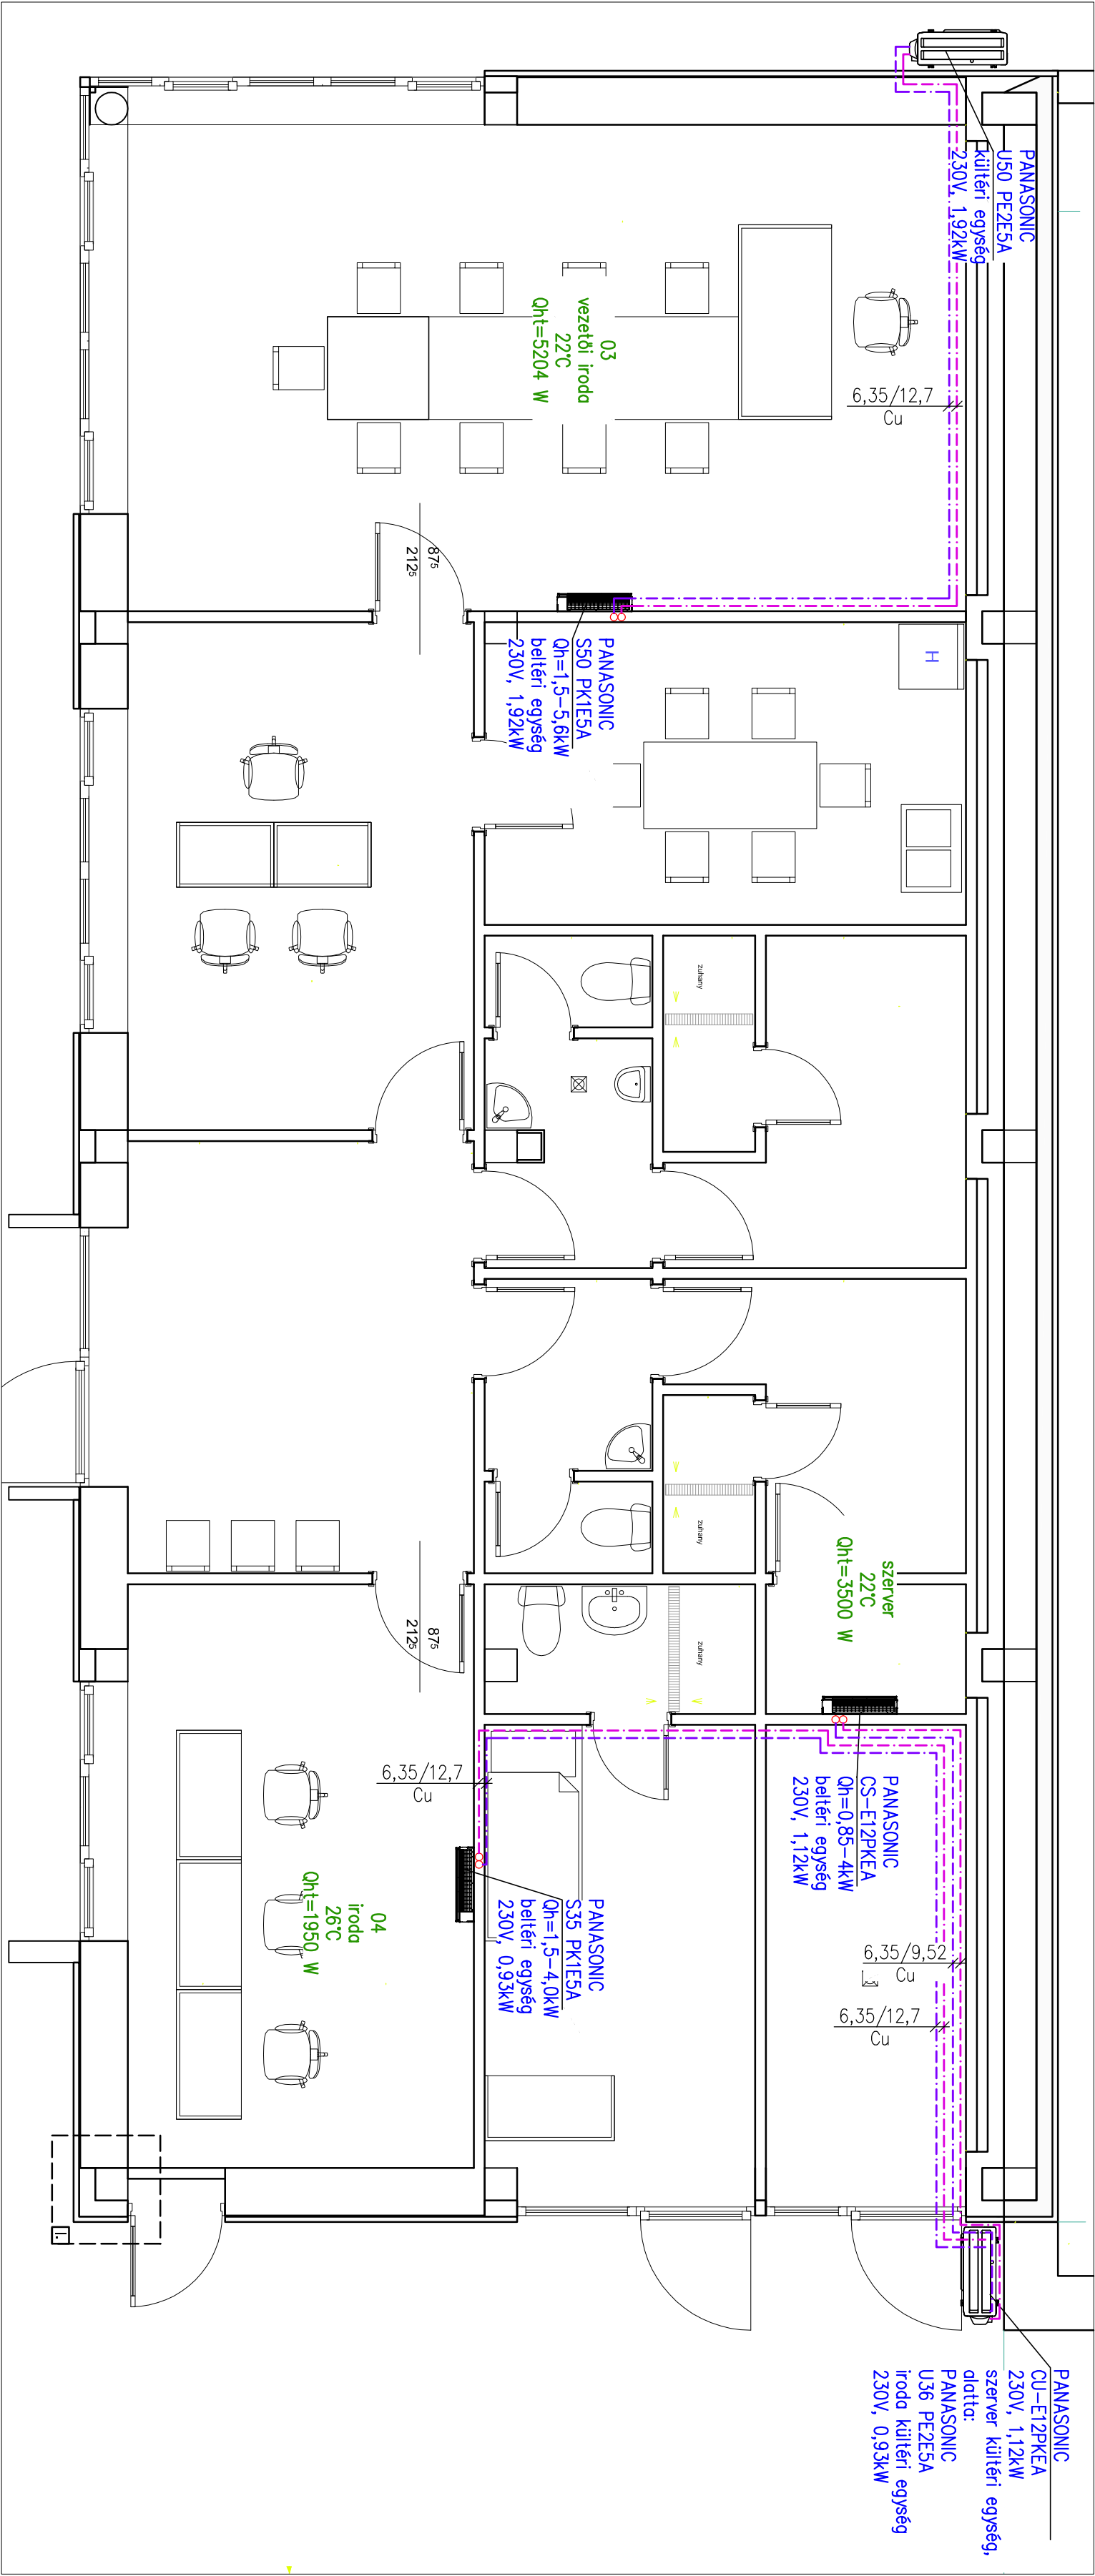 PANASONIC
U50 PE2E5A
kültéri egység
230V, 1,92kW
6,35/12,7
Cu
03
vezetői iroda
22°C
Qht=5204 W
87⁵
212⁵
PANASONIC
S50 PK1E5A
Qh=1,5-5,6kW
beltéri egység
230V, 1,92kW
H
zuhany
zuhany
szerver
22°C
Qht=3500 W
87⁵
212⁵
zuhany
PANASONIC
CS-E12PKEA
Qh=0,85-4kW
beltéri egység
230V, 1,12kW
6,35/12,7
Cu
PANASONIC
S35 PK1E5A
Qh=1,5-4,0kW
beltéri egység
230V, 0,93kW
04
iroda
26°C
Qht=1950 W
6,35/9,52
Cu
6,35/12,7
Cu
PANASONIC
CU-E12PKEA
230V, 1,12kW
szerver kültéri egység,
alatta:
PANASONIC
U36 PE2E5A
iroda kültéri egység
230V, 0,93kW